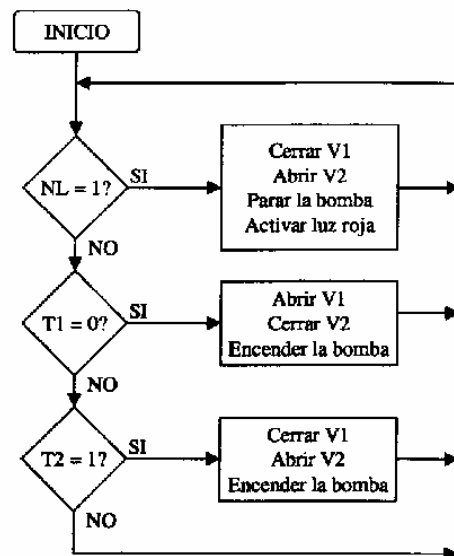 INICIO
NL = 1?
SI
Cerrar V1
Abrir V2
Parar la bomba
Activar luz roja
NO
T1 = 0?
SI
Abrir V1
Cerrar V2
Encender la bomba
NO
T2 = 1?
SI
Cerrar V1
Abrir V2
Encender la bomba
NO